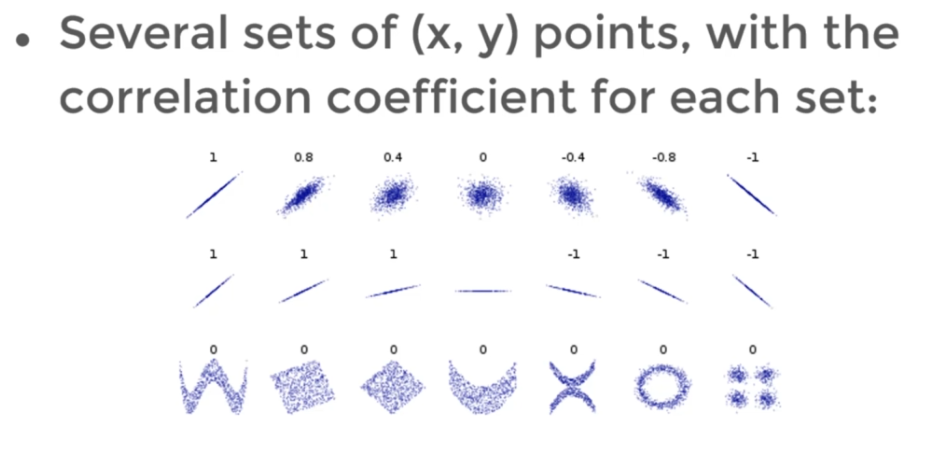 • Several sets of (x, y) points, with the
correlation coefficient for each set:
1 0.8 0.4 0 -0.4 -0.8 -1
1 1 1 -1 -1 -1
0 0 0 0 0 0 0